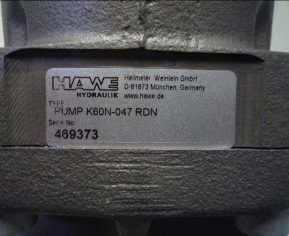 HAWE
HYDRAULIK
Heilmeier Weinlein GmbH
D-81673 München, Germany
www.hawe.de
TYPE
PUMP K60N-047 RDN
Serie No
469373